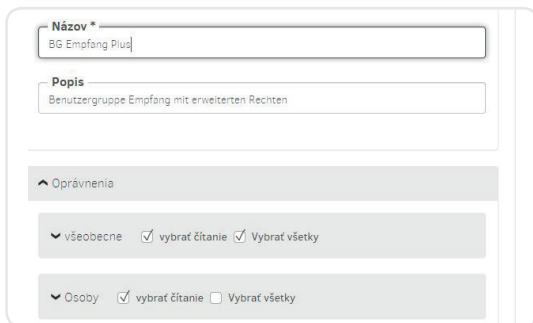 Názov *
BG Empfang Plus
Popis
Benutzergruppe Empfang mit erweiterten Rechten
Oprávnenia
všeobecne vybrať čítanie Vybrať všetky
Osoby vybrať čítanie Vybrať všetky